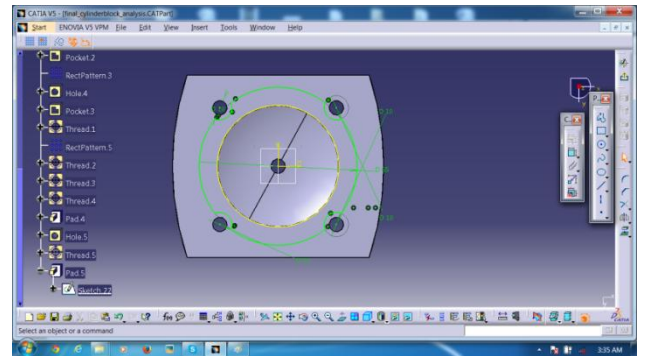 CATIA V5 - [final_cylinderblock_analysis.CATPart]
Start ENOVIA V5 VPM File Edit View Insert Tools Window Help
Pocket.2
RectPattern.3
Hole.4
Pocket.3
Thread.1
RectPattern.5
Thread.2
Thread.3
Thread.4
Pad.4
Hole.5
Thread.5
Pad.5
Sketch.22
Select an object or a command
3:35 AM